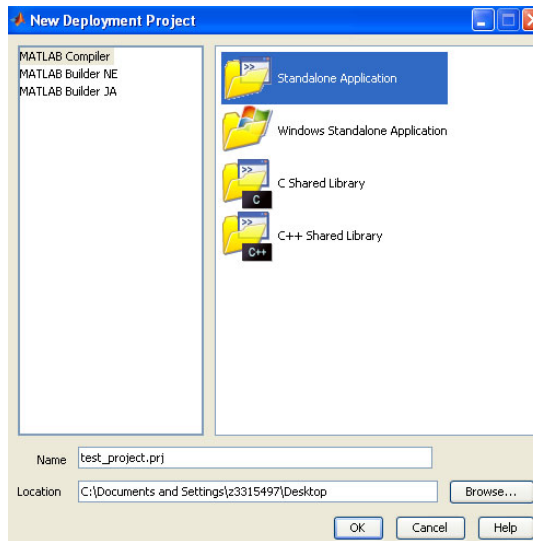 New Deployment Project
MATLAB Compiler
MATLAB Builder NE
MATLAB Builder JA
>> Standalone Application
Windows Standalone Application
>> C C Shared Library
>> C++ C++ Shared Library
Name test_project.prj
Location C:\Documents and Settings\z3315497\Desktop Browse...
OK Cancel Help